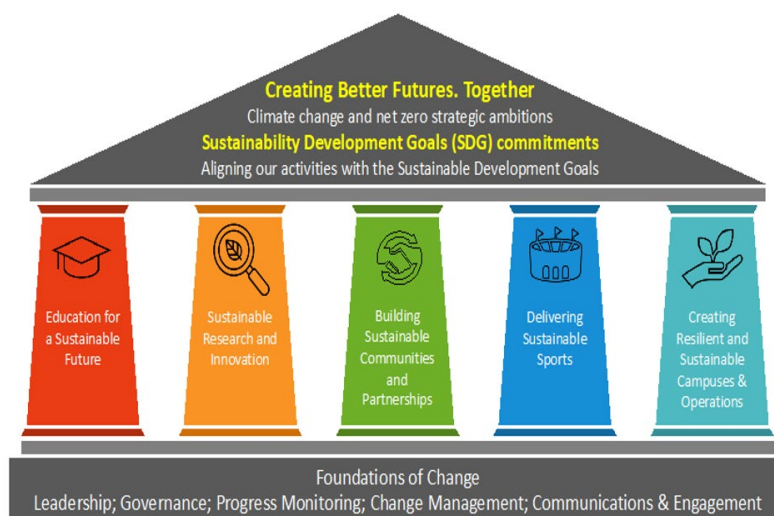 Creating Better Futures. Together
Climate change and net zero strategic ambitions
Sustainability Development Goals (SDG) commitments
Aligning our activities with the Sustainable Development Goals
Education for
a Sustainable
Future
Sustainable
Research and
Innovation
Building
Sustainable
Communities
and
Partnerships
Delivering
Sustainable
Sports
Creating
Resilient and
Sustainable
Campuses &
Operations
Foundations of Change
Leadership; Governance; Progress Monitoring; Change Management; Communications & Engagement